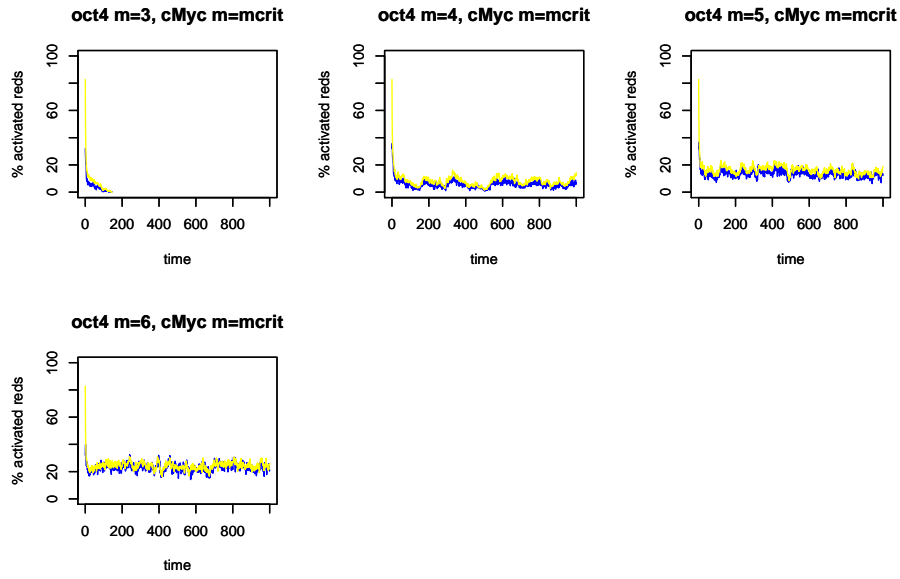 oct4 m=3, cMyc m=mcrit
% activated reds
100
60
20
0
0 200 400 600 800
time
oct4 m=4, cMyc m=mcrit
% activated reds
100
60
20
0
0 200 400 600 800
time
oct4 m=5, cMyc m=mcrit
% activated reds
100
60
20
0
0 200 400 600 800
time
oct4 m=6, cMyc m=mcrit
% activated reds
100
60
20
0
0 200 400 600 800
time